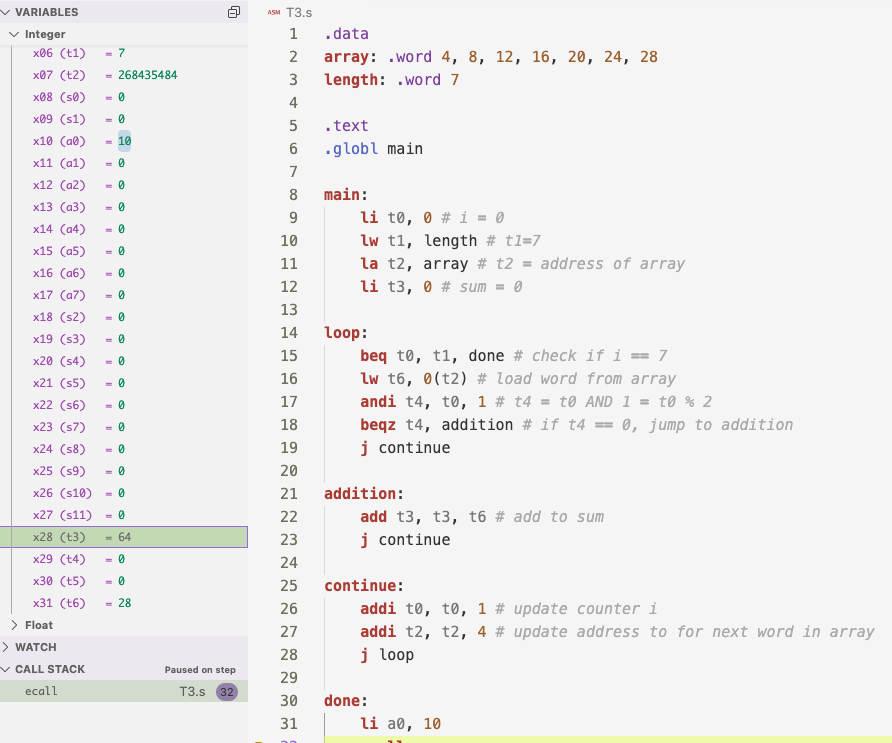 VARIABLES
Integer
x06 (t1) = 7
x07 (t2) = 268435484
x08 (s0) = 0
x09 (s1) = 0
x10 (a0) = 10
x11 (a1) = 0
x12 (a2) = 0
x13 (a3) = 0
x14 (a4) = 0
x15 (a5) = 0
x16 (a6) = 0
x17 (a7) = 0
x18 (s2) = 0
x19 (s3) = 0
x20 (s4) = 0
x21 (s5) = 0
x22 (s6) = 0
x23 (s7) = 0
x24 (s8) = 0
x25 (s9) = 0
x26 (s10) = 0
x27 (s11) = 0
x28 (t3) = 64
x29 (t4) = 0
x30 (t5) = 0
x31 (t6) = 28
Float
WATCH
CALL STACK Paused on step
ecall T3.s 32
ASM T3.s
1 .data
2 array: .word 4, 8, 12, 16, 20, 24, 28
3 length: .word 7
4
5 .text
6 .globl main
7
8 main:
9 li t0, 0 # i = 0
10 lw t1, length # t1=7
11 la t2, array # t2 = address of array
12 li t3, 0 # sum = 0
13
14 loop:
15 beq t0, t1, done # check if i == 7
16 lw t6, 0(t2) # load word from array
17 andi t4, t0, 1 # t4 = t0 AND 1 = t0 % 2
18 beqz t4, addition # if t4 == 0, jump to addition
19 j continue
20
21 addition:
22 add t3, t3, t6 # add to sum
23 j continue
24
25 continue:
26 addi t0, t0, 1 # update counter i
27 addi t2, t2, 4 # update address to for next word in array
28 j loop
29
30 done:
31 li a0, 10